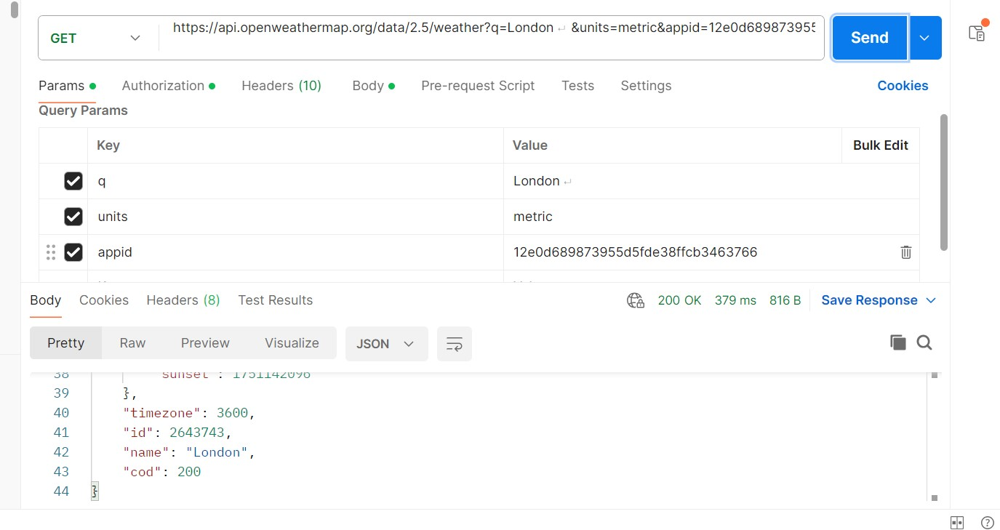 GET https://api.openweathermap.org/data/2.5/weather?q=London ↵ &units=metric&appid=12e0d689873955
Send
Params Authorization Headers (10) Body Pre-request Script Tests Settings Cookies
Query Params
Key Value Bulk Edit
q London ↵
units metric
appid 12e0d689873955d5fde38ffcb3463766
Body Cookies Headers (8) Test Results 200 OK 379 ms 816 B Save Response
Pretty Raw Preview Visualize JSON
38 "sunset": 1751142096
39 },
40 "timezone": 3600,
41 "id": 2643743,
42 "name": "London",
43 "cod": 200
44 }